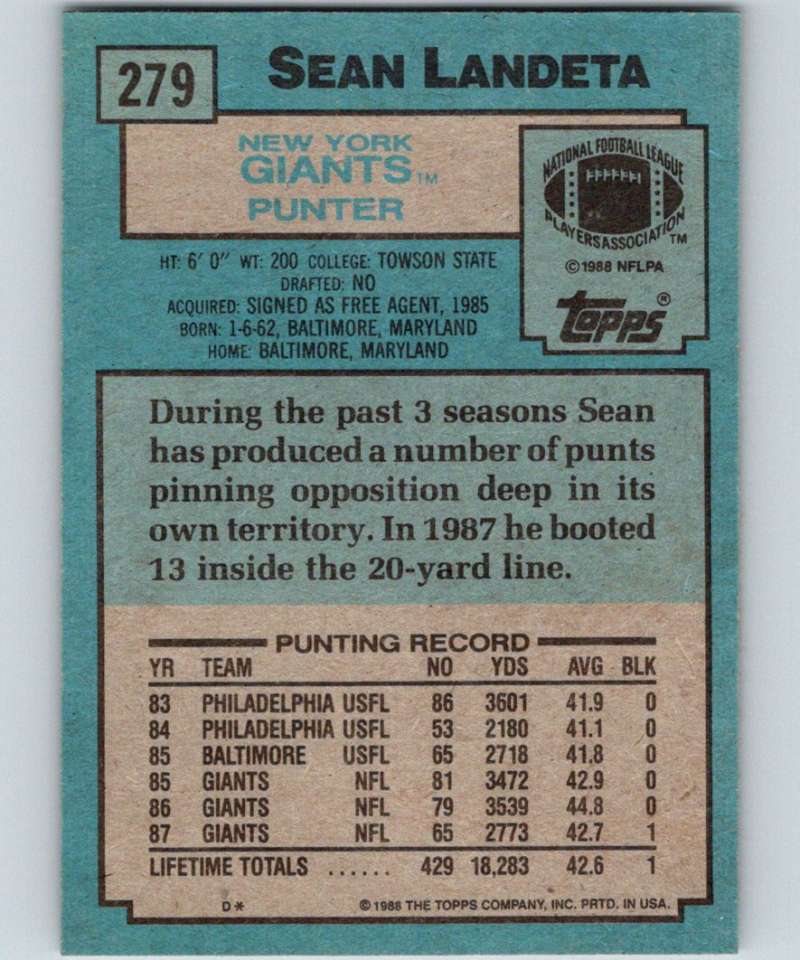 279
SEAN LANDETA
NEW YORK
GIANTS™
PUNTER
NATIONAL FOOTBALL LEAGUE
PLAYERS ASSOCIATION™
©1988 NFLPA
Topps®
HT: 6' 0" WT: 200 COLLEGE: TOWSON STATE
DRAFTED: NO
ACQUIRED: SIGNED AS FREE AGENT, 1985
BORN: 1-6-62, BALTIMORE, MARYLAND
HOME: BALTIMORE, MARYLAND
During the past 3 seasons Sean
has produced a number of punts
pinning opposition deep in its
own territory. In 1987 he booted
13 inside the 20-yard line.
PUNTING RECORD
YR TEAM NO YDS AVG BLK
83 PHILADELPHIA USFL 86 3601 41.9 0
84 PHILADELPHIA USFL 53 2180 41.1 0
85 BALTIMORE USFL 65 2718 41.8 0
85 GIANTS NFL 81 3472 42.9 0
86 GIANTS NFL 79 3539 44.8 0
87 GIANTS NFL 65 2773 42.7 1
LIFETIME TOTALS ...... 429 18,283 42.6 1
D* ©1988 THE TOPPS COMPANY, INC. PRTD. IN USA.